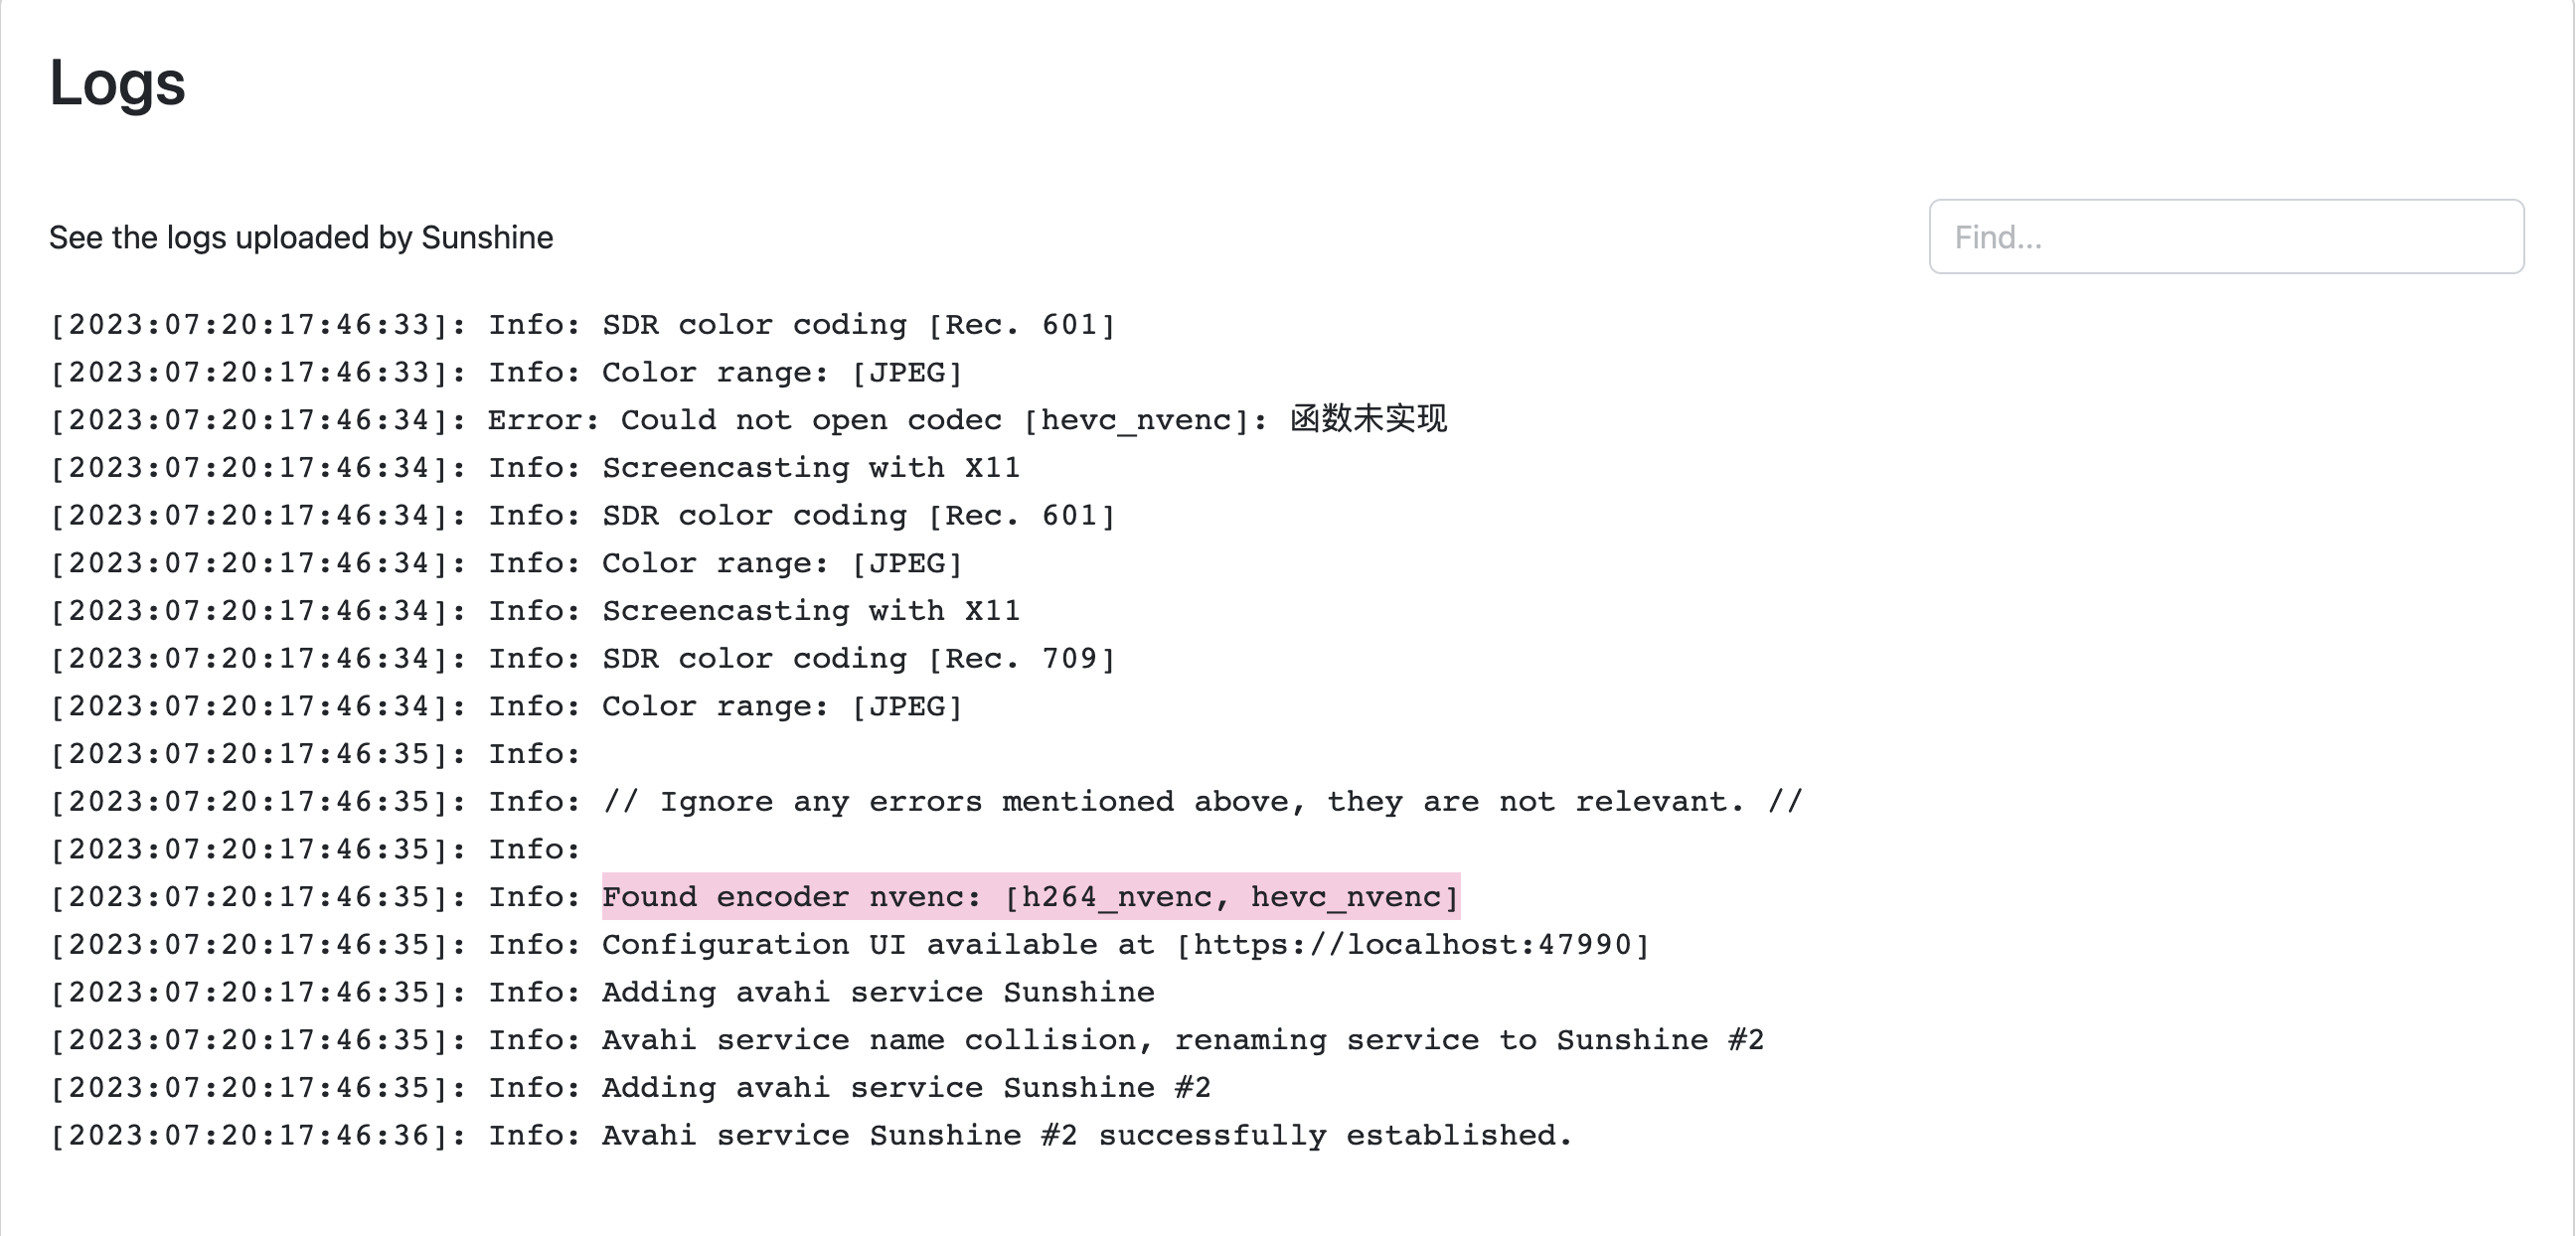 Logs
See the logs uploaded by Sunshine
Find...
[2023:07:20:17:46:33]: Info: SDR color coding [Rec. 601]
[2023:07:20:17:46:33]: Info: Color range: [JPEG]
[2023:07:20:17:46:34]: Error: Could not open codec [hevc_nvenc]: 函数未实现
[2023:07:20:17:46:34]: Info: Screencasting with X11
[2023:07:20:17:46:34]: Info: SDR color coding [Rec. 601]
[2023:07:20:17:46:34]: Info: Color range: [JPEG]
[2023:07:20:17:46:34]: Info: Screencasting with X11
[2023:07:20:17:46:34]: Info: SDR color coding [Rec. 709]
[2023:07:20:17:46:34]: Info: Color range: [JPEG]
[2023:07:20:17:46:35]: Info:
[2023:07:20:17:46:35]: Info: // Ignore any errors mentioned above, they are not relevant. //
[2023:07:20:17:46:35]: Info:
[2023:07:20:17:46:35]: Info: Found encoder nvenc: [h264_nvenc, hevc_nvenc]
[2023:07:20:17:46:35]: Info: Configuration UI available at [https://localhost:47990]
[2023:07:20:17:46:35]: Info: Adding avahi service Sunshine
[2023:07:20:17:46:35]: Info: Avahi service name collision, renaming service to Sunshine #2
[2023:07:20:17:46:35]: Info: Adding avahi service Sunshine #2
[2023:07:20:17:46:36]: Info: Avahi service Sunshine #2 successfully established.